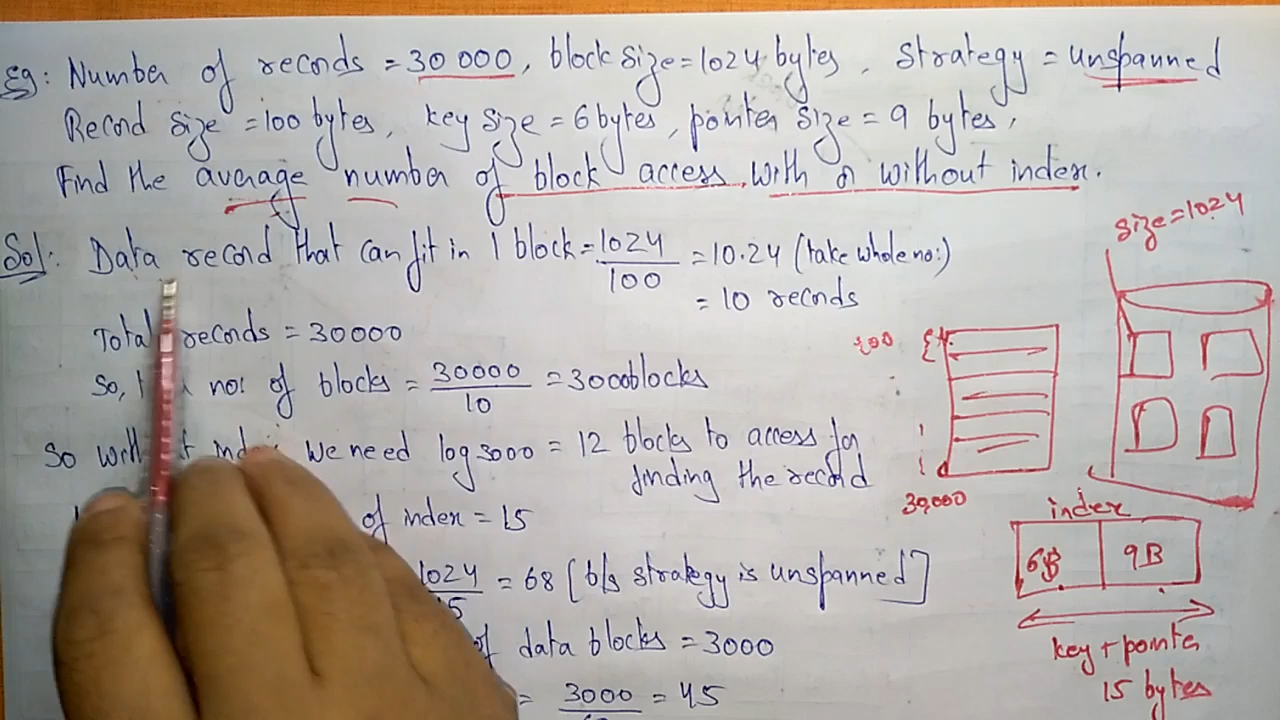 Eg: Number of records = 30 000, block size = 1024 bytes, Strategy = unspanned
Record size = 100 bytes, key size = 6 bytes, pointer size = 9 bytes,
Find the average number of block access with & without index.
Sol: Data record that can fit in 1 block = 1024 / 100 = 10.24 (take whole no:)
= 10 records
size = 1024
Total records = 30000
So, no: of blocks = 30000 / 10 = 3000 blocks
So we need log 3000 = 12 blocks to access for
finding the record
30,000
of index = 15
index
6B 9B
1024 = 68 [b/s strategy is unspanned]
key + pointer
15 bytes
of data blocks = 3000
= 3000 = 45